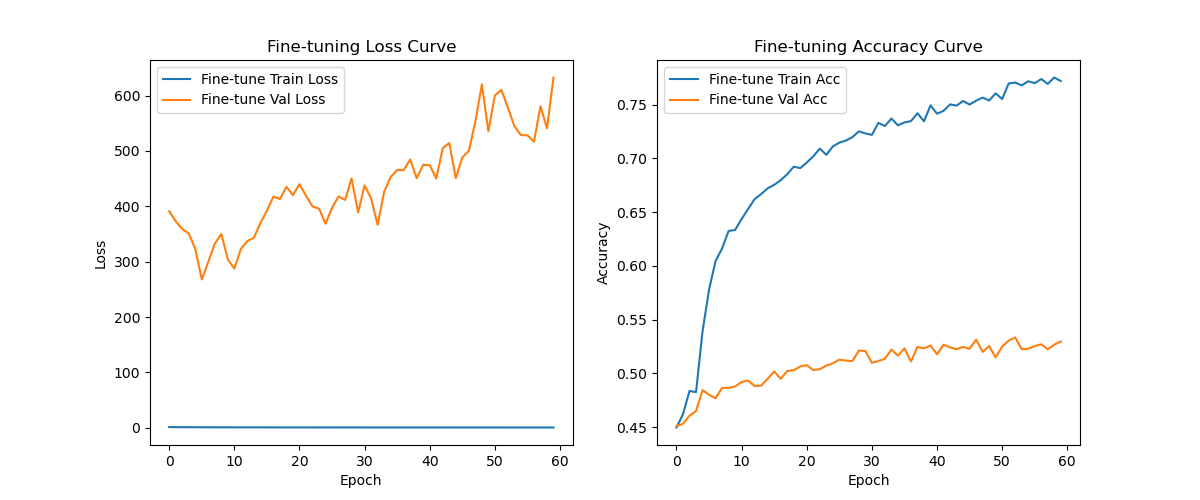 Fine-tuning Loss Curve
Fine-tune Train Loss
Fine-tune Val Loss
Loss
600
500
400
300
200
100
0
0 10 20 30 40 50 60
Epoch
Fine-tuning Accuracy Curve
Fine-tune Train Acc
Fine-tune Val Acc
Accuracy
0.75
0.70
0.65
0.60
0.55
0.50
0.45
0 10 20 30 40 50 60
Epoch